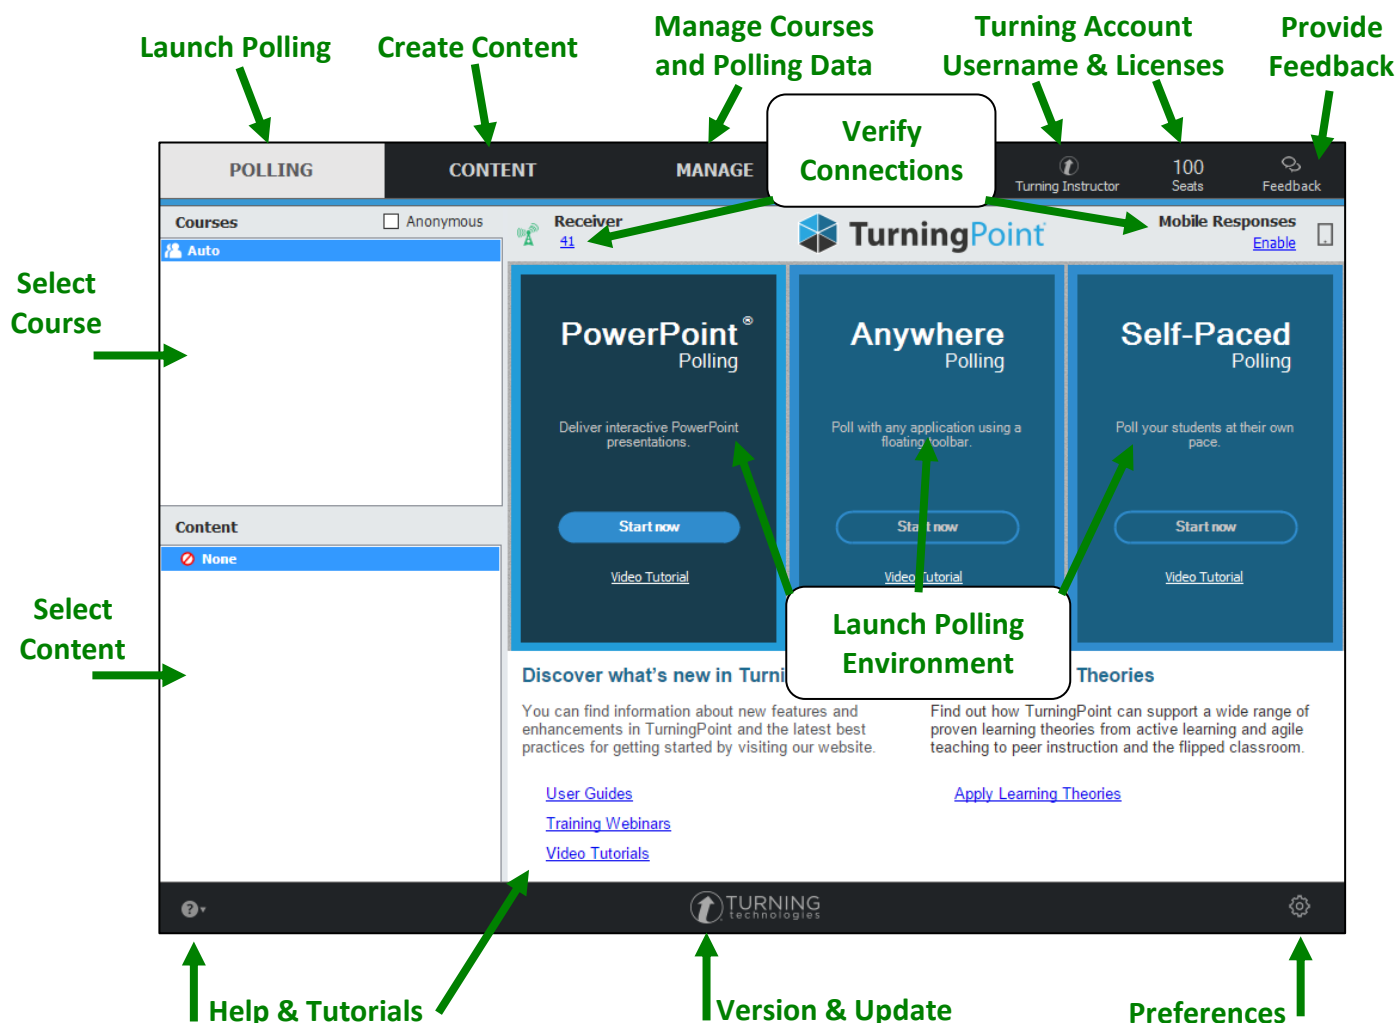 Launch Polling
Create Content
Manage Courses
and Polling Data
Turning Account
Username & Licenses
Provide
Feedback
Verify
Connections
POLLING
CONTENT
MANAGE
Turning Instructor
100
Seats
Feedback
Courses
Anonymous
Receiver
41
TurningPoint
Mobile Responses
Enable
Auto
Select
Course
PowerPoint®
Polling
Deliver interactive PowerPoint
presentations.
Start now
Video Tutorial
Anywhere
Polling
Poll with any application using a
floating toolbar.
Start now
Video Tutorial
Self-Paced
Polling
Poll your students at their own
pace.
Start now
Video Tutorial
Content
None
Select
Content
Launch Polling
Environment
Discover what's new in Turni
Theories
You can find information about new features and
enhancements in TurningPoint and the latest best
practices for getting started by visiting our website.
User Guides
Training Webinars
Video Tutorials
Find out how TurningPoint can support a wide range of
proven learning theories from active learning and agile
teaching to peer instruction and the flipped classroom.
Apply Learning Theories
TURNING
technologies
Help & Tutorials
Version & Update
Preferences